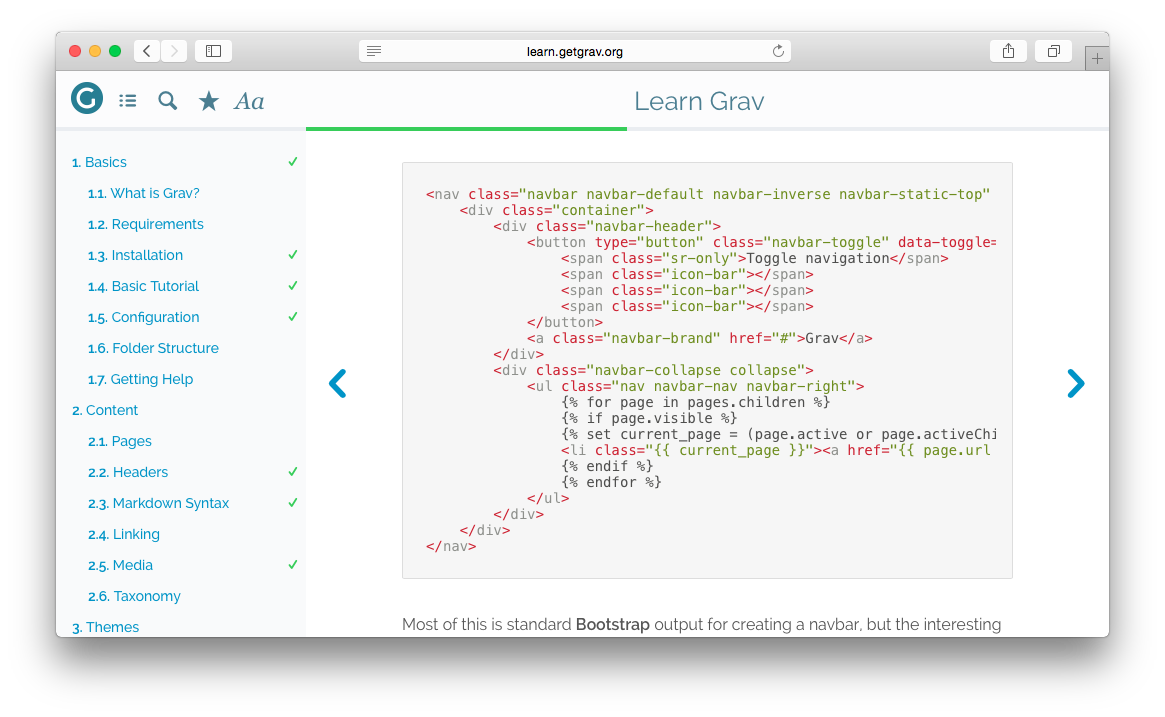 learn.getgrav.org
Aa
Learn Grav
1. Basics
1.1. What is Grav?
1.2. Requirements
1.3. Installation
1.4. Basic Tutorial
1.5. Configuration
1.6. Folder Structure
1.7. Getting Help
2. Content
2.1. Pages
2.2. Headers
2.3. Markdown Syntax
2.4. Linking
2.5. Media
2.6. Taxonomy
3. Themes
<nav class="navbar navbar-default navbar-inverse navbar-static-top"
    <div class="container">
        <div class="navbar-header">
            <button type="button" class="navbar-toggle" data-toggle=
                <span class="sr-only">Toggle navigation</span>
                <span class="icon-bar"></span>
                <span class="icon-bar"></span>
                <span class="icon-bar"></span>
            </button>
            <a class="navbar-brand" href="#">Grav</a>
        </div>
        <div class="navbar-collapse collapse">
            <ul class="nav navbar-nav navbar-right">
                {% for page in pages.children %}
                {% if page.visible %}
                {% set current_page = (page.active or page.activeChi
                <li class="{{ current_page }}"><a href="{{ page.url
                {% endif %}
                {% endfor %}
            </ul>
        </div>
    </div>
</nav>
Most of this is standard Bootstrap output for creating a navbar, but the interesting